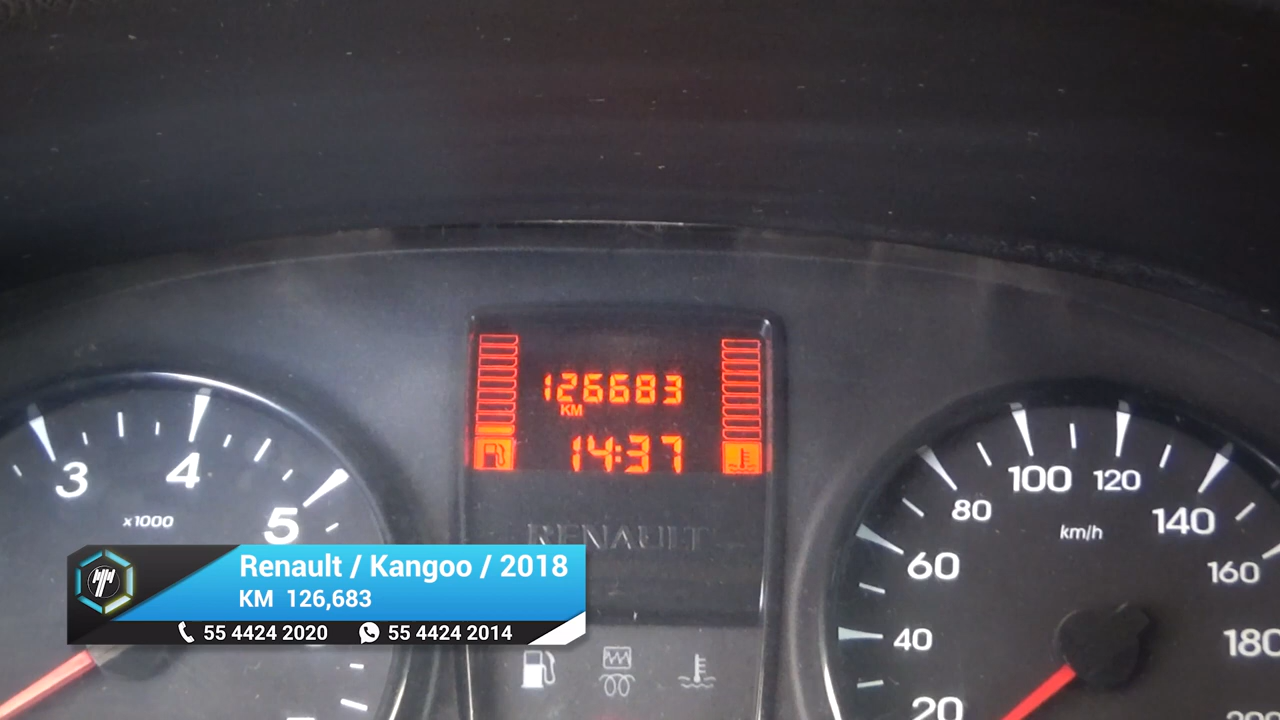 126683
KM
14:37
RENAULT
3
4
5
x1000
20
40
60
80
100
120
140
160
180
km/h
Renault / Kangoo / 2018
KM 126,683
55 4424 2020 55 4424 2014